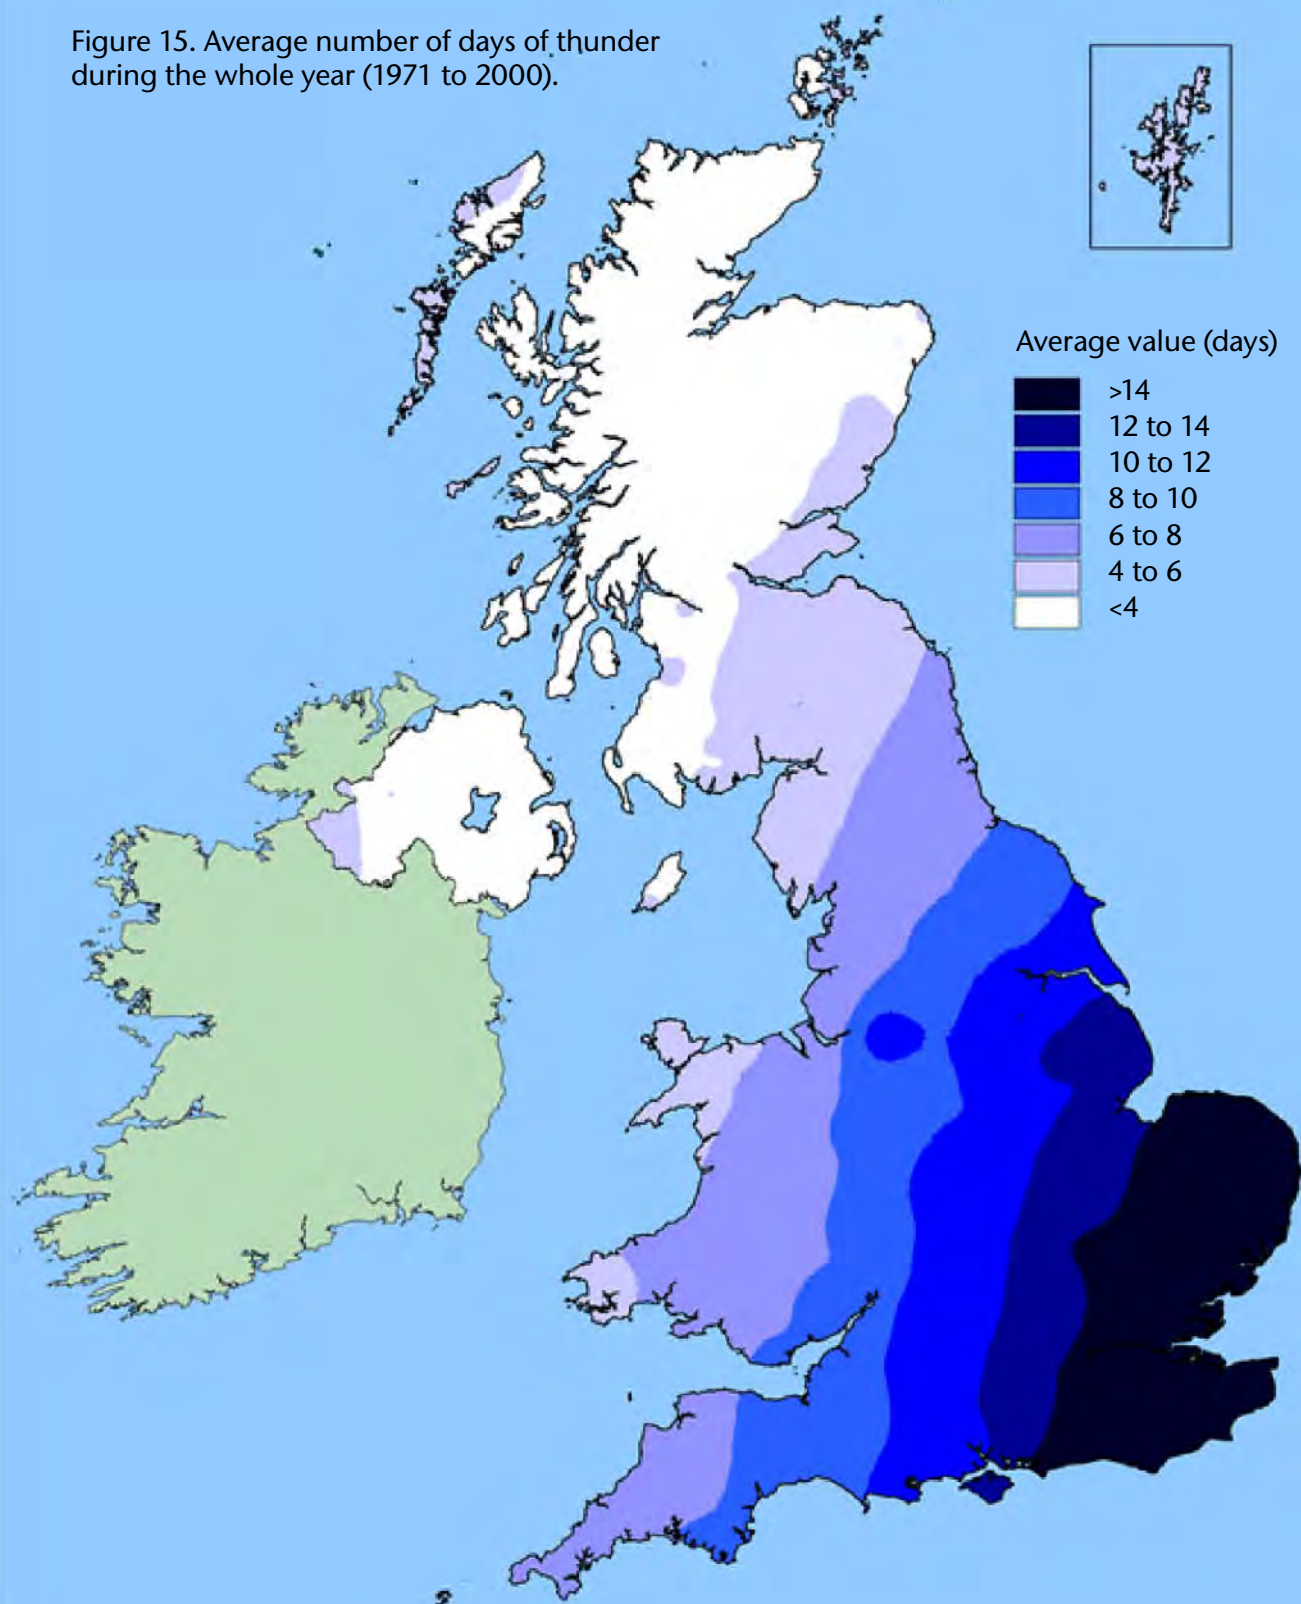 Figure 15. Average number of days of thunder
during the whole year (1971 to 2000).
Average value (days)
>14
12 to 14
10 to 12
8 to 10
6 to 8
4 to 6
<4